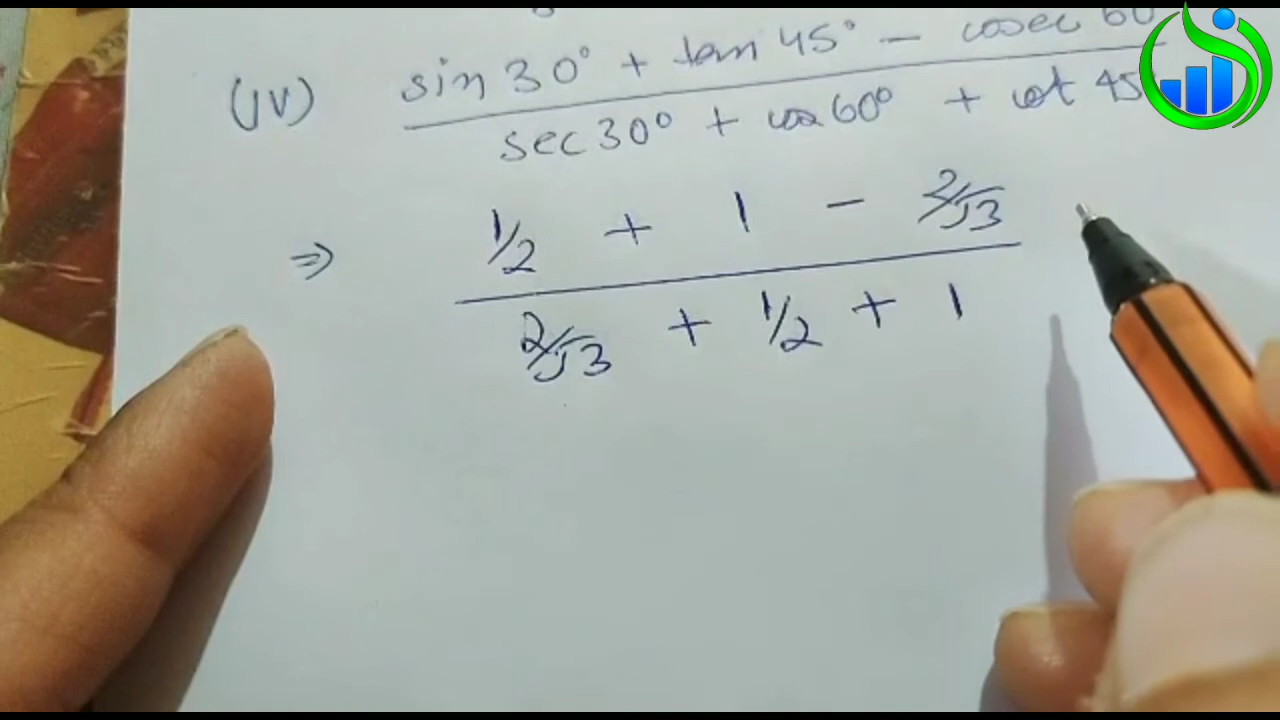 (IV) sin 30° + tan 45° - cosec 60
sec 30° + cos 60° + cot 45°
⇒ 1/2 + 1 - 2/√3
2/√3 + 1/2 + 1